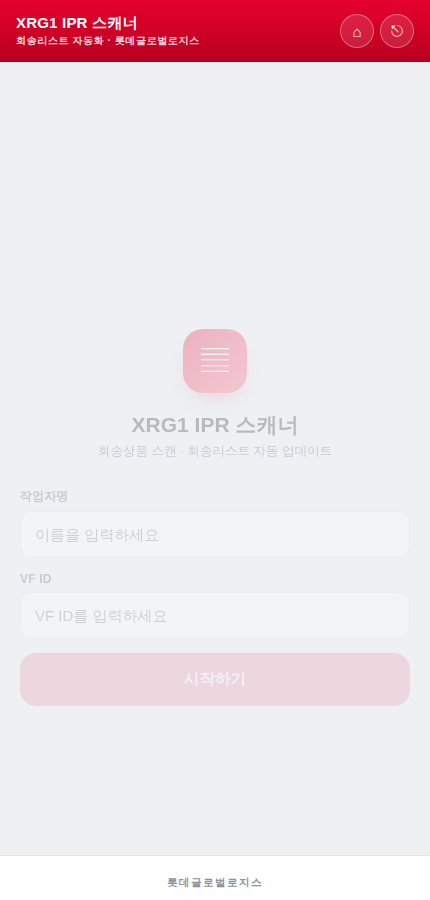 XRG1 IPR 스캐너
회송리스트 자동화 · 롯데글로벌로지스
XRG1 IPR 스캐너
회송상품 스캔 · 회송리스트 자동 업데이트
작업자명
이름을 입력하세요
VF ID
VF ID를 입력하세요
시작하기
롯데글로벌로지스